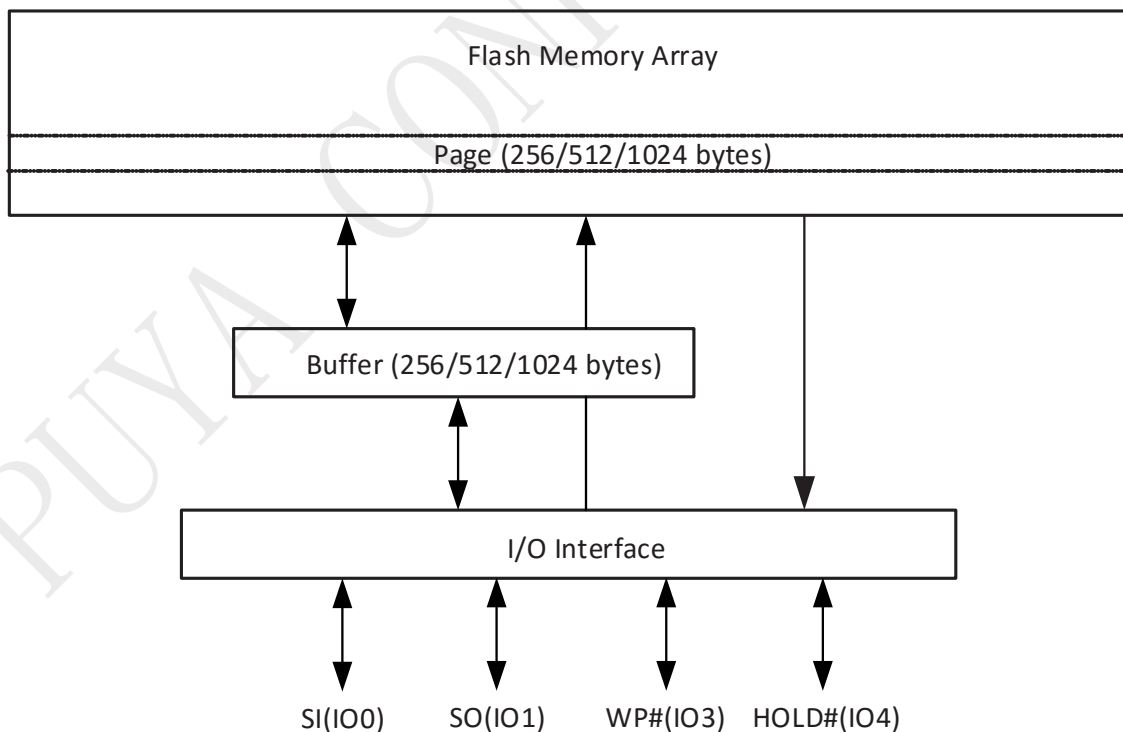 Flash Memory Array
Page (256/512/1024 bytes)
Buffer (256/512/1024 bytes)
I/O Interface
SI(IO0) SO(IO1) WP#(IO3) HOLD#(IO4)
PUYA